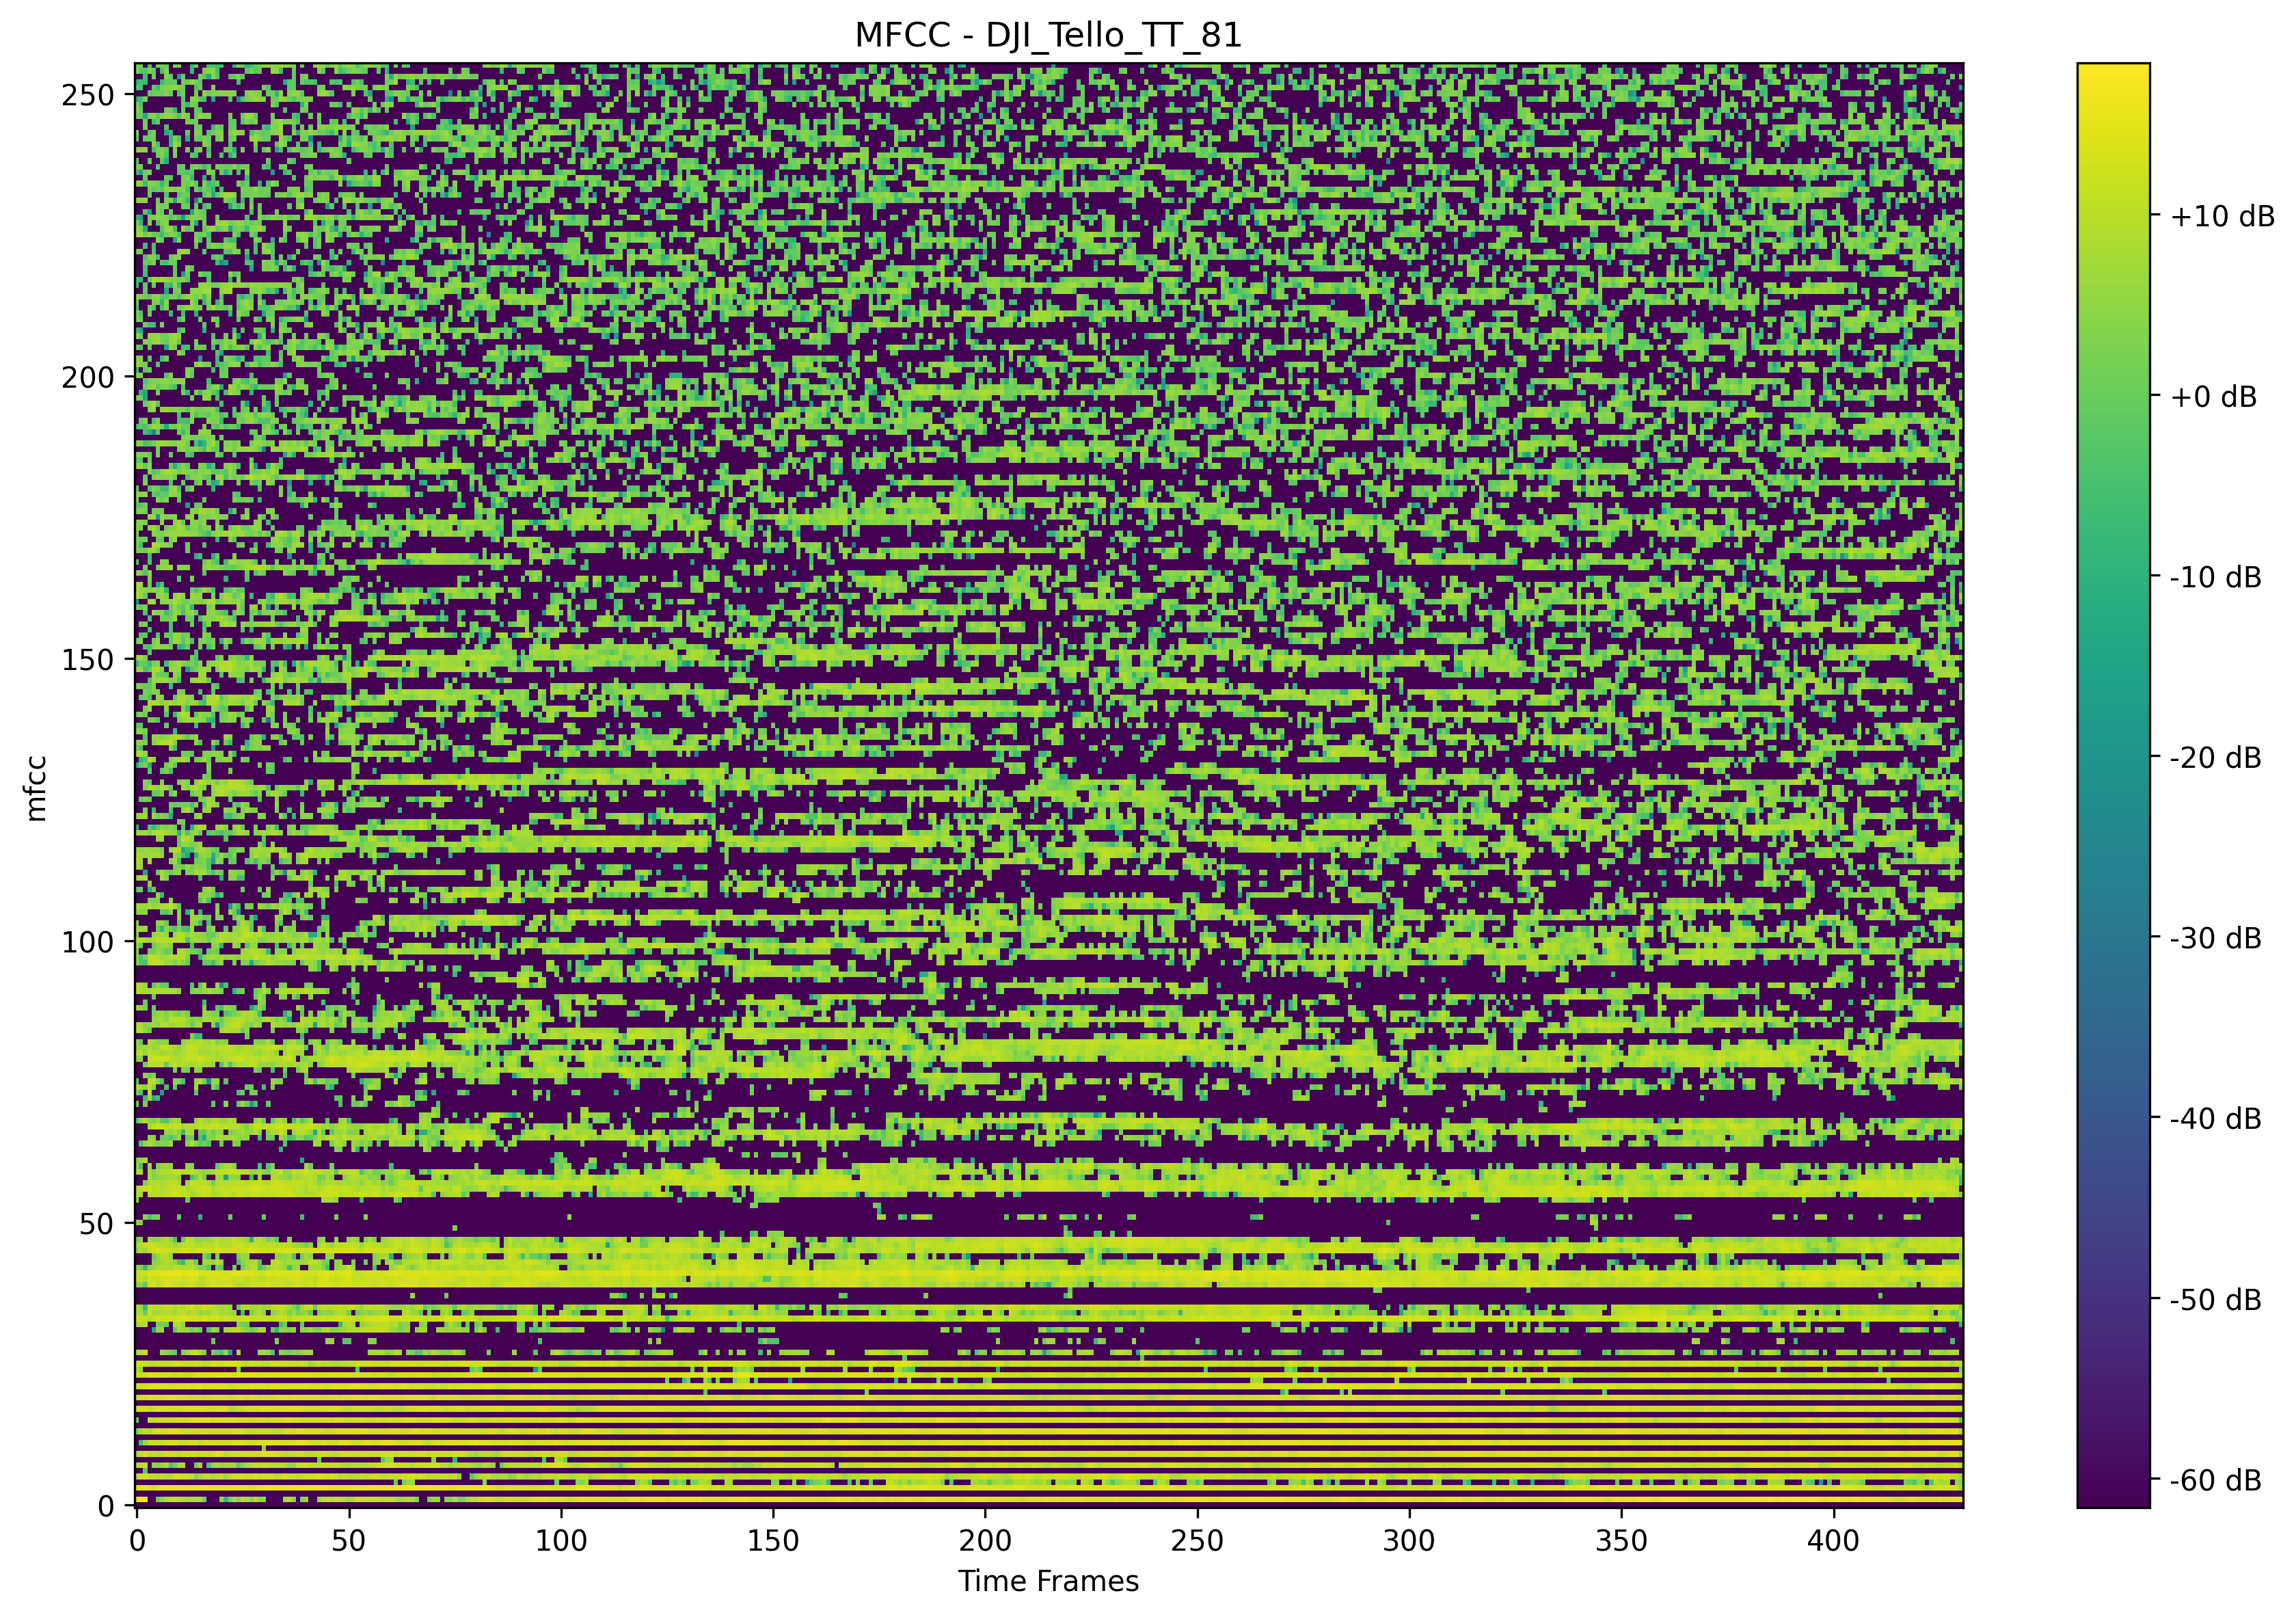 MFCC - DJI_Tello_TT_81
250
200
150
100
50
0
mfcc
0 50 100 150 200 250 300 350 400
Time Frames
+10 dB
+0 dB
-10 dB
-20 dB
-30 dB
-40 dB
-50 dB
-60 dB